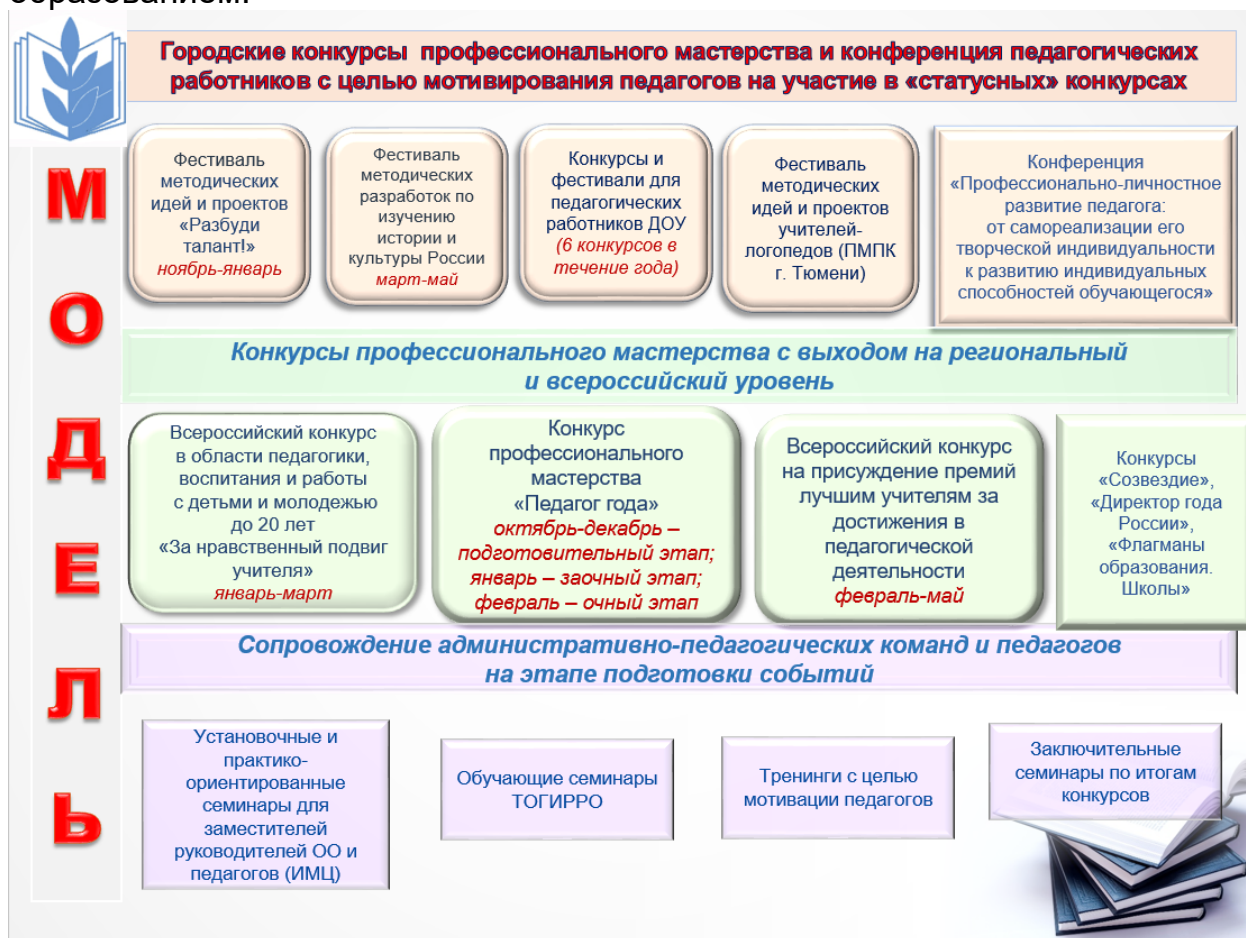 образованием.
Городские конкурсы профессионального мастерства и конференция педагогических
работников с целью мотивирования педагогов на участие в «статусных» конкурсах
МОДЕЛЬ
Фестиваль
методических
идей и проектов
«Разбуди
талант!»
ноябрь-январь
Фестиваль
методических
разработок по
изучению
истории и
культуры России
март-май
Конкурсы и
фестивали для
педагогических
работников ДОУ
(6 конкурсов в
течение года)
Фестиваль
методических
идей и проектов
учителей-
логопедов (ПМПК
г. Тюмени)
Конференция
«Профессионально-личностное
развитие педагога:
от самореализации его
творческой индивидуальности
к развитию индивидуальных
способностей обучающегося»
Конкурсы профессионального мастерства с выходом на региональный
и всероссийский уровень
Всероссийский конкурс
в области педагогики,
воспитания и работы
с детьми и молодежью
до 20 лет
«За нравственный подвиг
учителя»
январь-март
Конкурс
профессионального
мастерства
«Педагог года»
октябрь-декабрь –
подготовительный этап;
январь – заочный этап;
февраль – очный этап
Всероссийский конкурс
на присуждение премий
лучшим учителям за
достижения в
педагогической
деятельности
февраль-май
Конкурсы
«Созвездие»,
«Директор года
России»,
«Флагманы
образования.
Школы»
Сопровождение административно-педагогических команд и педагогов
на этапе подготовки событий
Установочные и
практико-
ориентированные
семинары для
заместителей
руководителей ОО и
педагогов (ИМЦ)
Обучающие семинары
ТОГИРРО
Тренинги с целью
мотивации педагогов
Заключительные
семинары по итогам
конкурсов